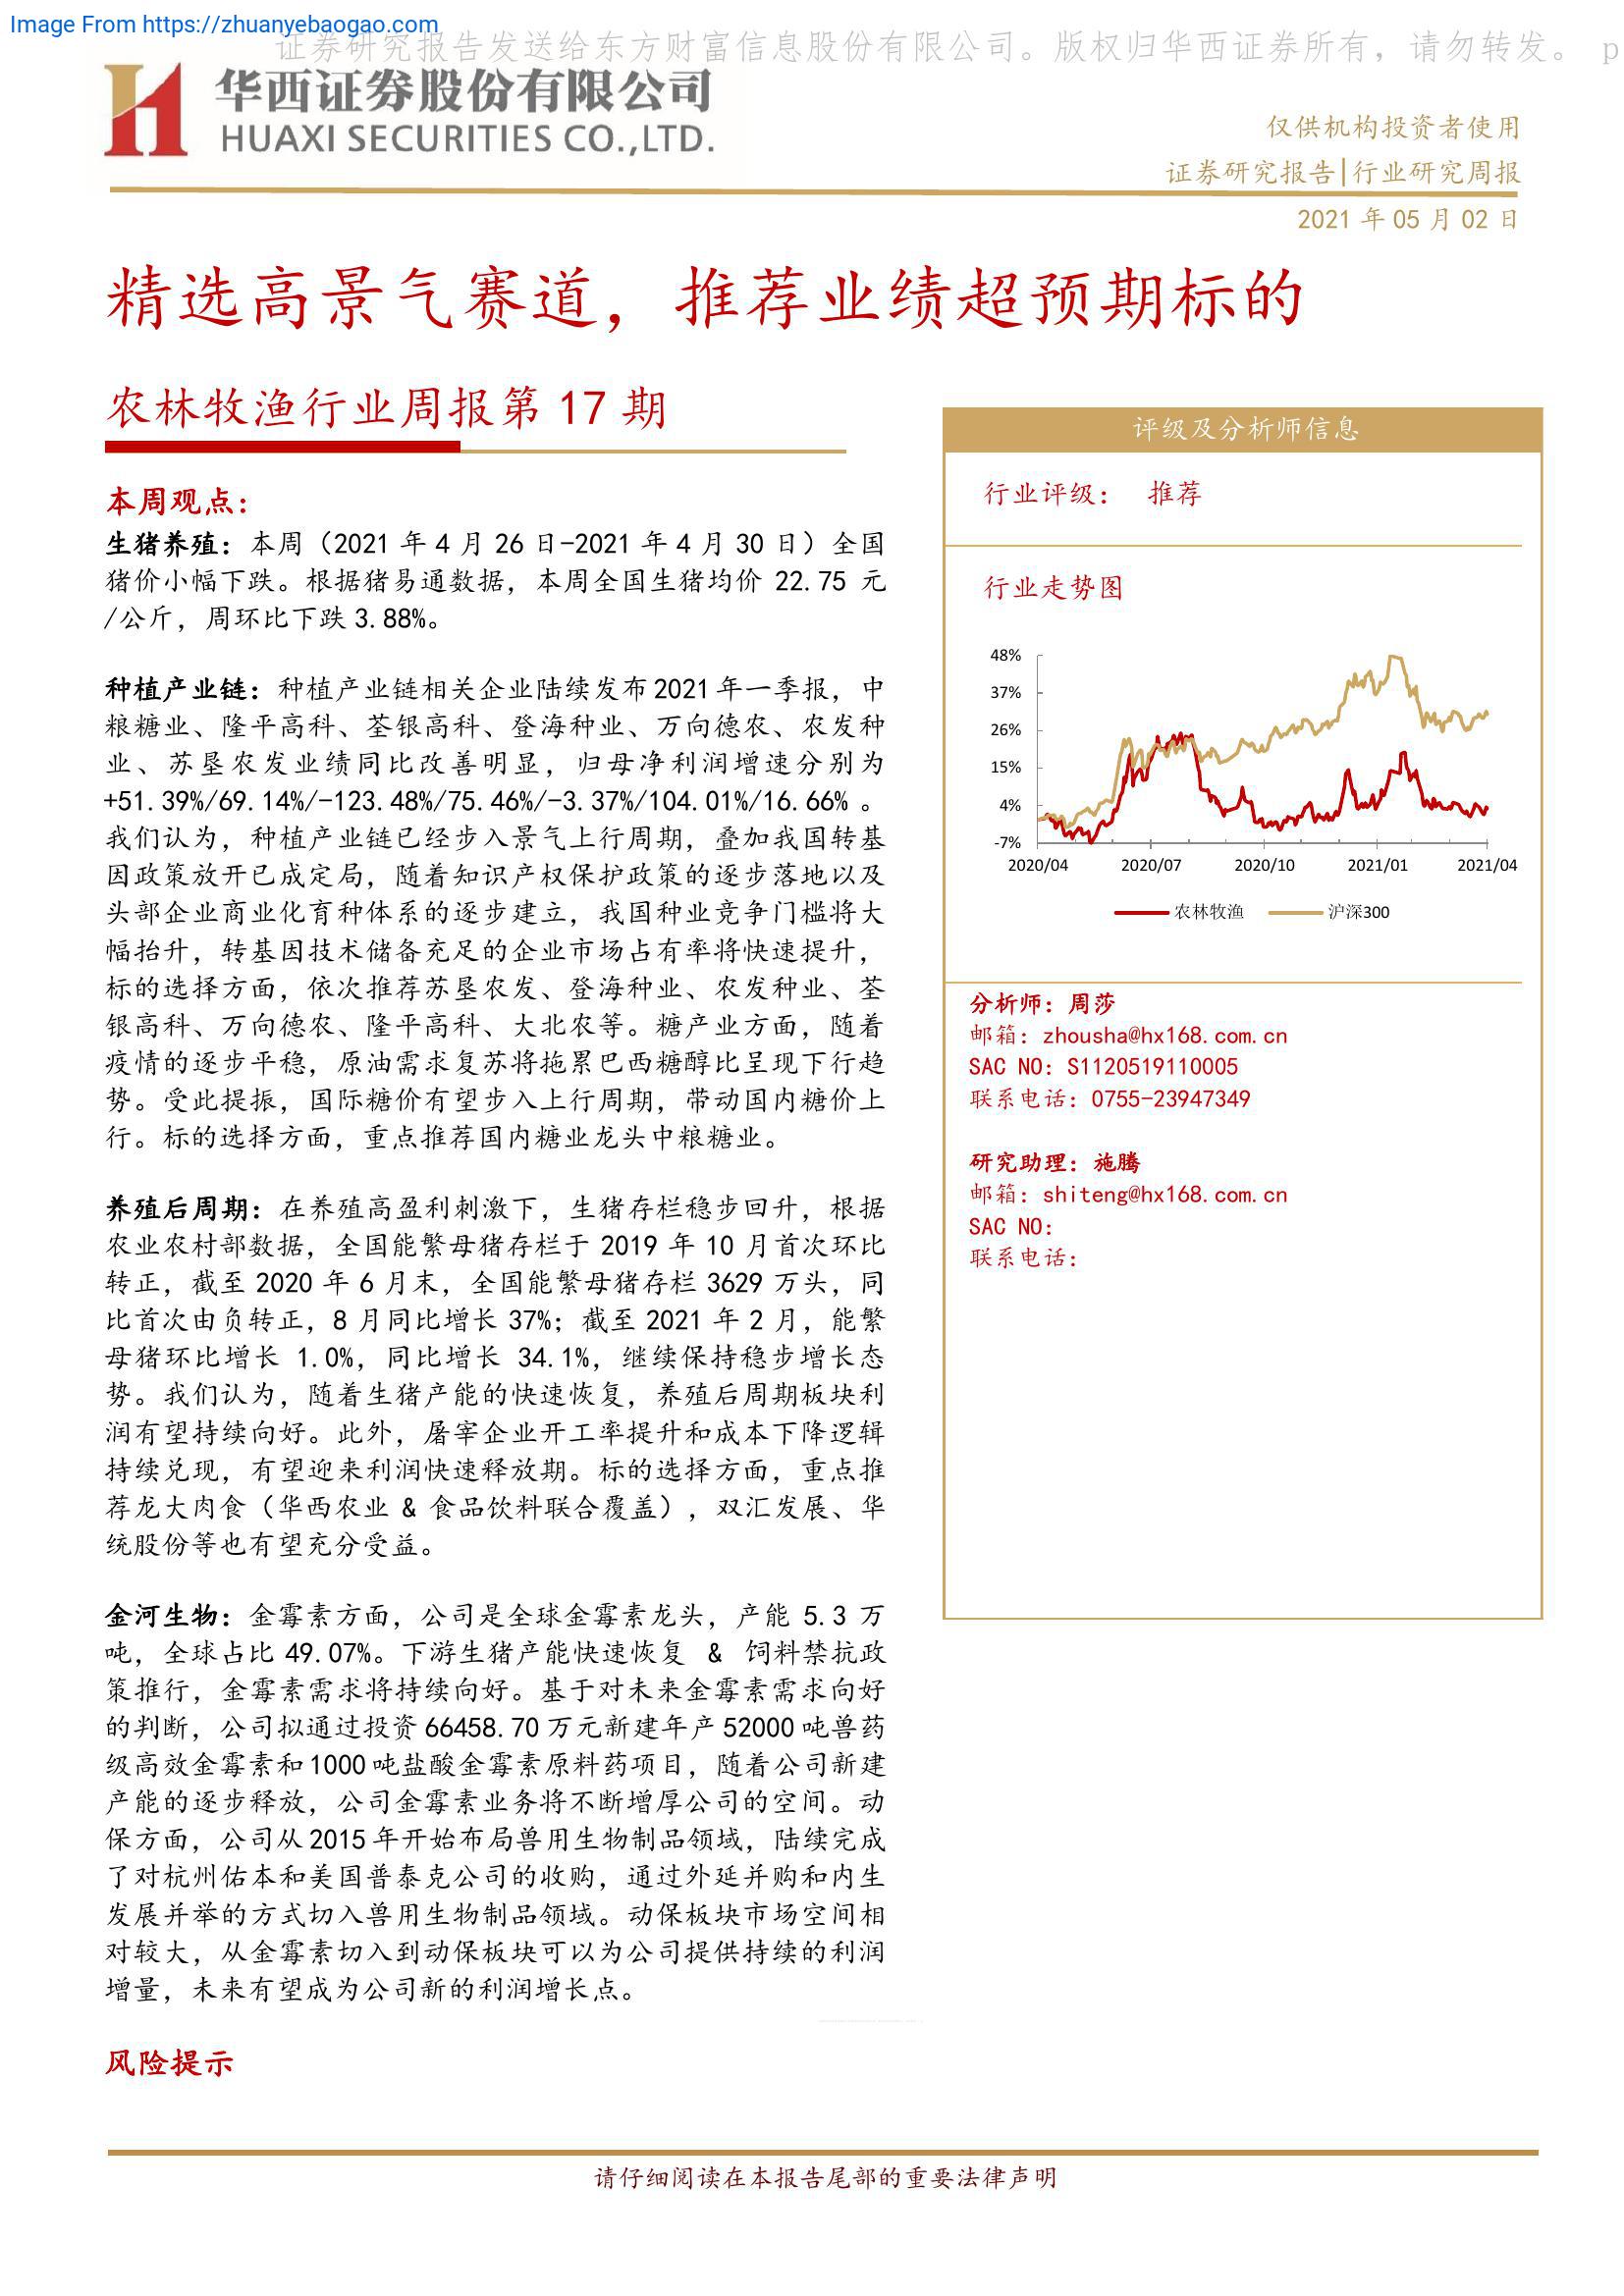 Image From https://zhuanyebaogao.com
证券研究报告发送给东方财富信息股份有限公司。版权归华西证券所有，请勿转发。 p
华西证券股份有限公司
HUAXI SECURITIES CO.,LTD.
仅供机构投资者使用
证券研究报告|行业研究周报
2021 年 05 月 02 日
精选高景气赛道，推荐业绩超预期标的
农林牧渔行业周报第 17 期
本周观点：
生猪养殖：本周（2021 年 4 月 26 日-2021 年 4 月 30 日）全国
猪价小幅下跌。根据猪易通数据，本周全国生猪均价 22.75 元
/公斤，周环比下跌 3.88%。
种植产业链：种植产业链相关企业陆续发布 2021 年一季报，中
粮糖业、隆平高科、荃银高科、登海种业、万向德农、农发种
业、苏垦农发业绩同比改善明显，归母净利润增速分别为
+51.39%/69.14%/-123.48%/75.46%/-3.37%/104.01%/16.66% 。
我们认为，种植产业链已经步入景气上行周期，叠加我国转基
因政策放开已成定局，随着知识产权保护政策的逐步落地以及
头部企业商业化育种体系的逐步建立，我国种业竞争门槛将大
幅抬升，转基因技术储备充足的企业市场占有率将快速提升，
标的选择方面，依次推荐苏垦农发、登海种业、农发种业、荃
银高科、万向德农、隆平高科、大北农等。糖产业方面，随着
疫情的逐步平稳，原油需求复苏将拖累巴西糖醇比呈现下行趋
势。受此提振，国际糖价有望步入上行周期，带动国内糖价上
行。标的选择方面，重点推荐国内糖业龙头中粮糖业。
养殖后周期：在养殖高盈利刺激下，生猪存栏稳步回升，根据
农业农村部数据，全国能繁母猪存栏于 2019 年 10 月首次环比
转正，截至 2020 年 6 月末，全国能繁母猪存栏 3629 万头，同
比首次由负转正，8 月同比增长 37%；截至 2021 年 2 月，能繁
母猪环比增长 1.0%，同比增长 34.1%，继续保持稳步增长态
势。我们认为，随着生猪产能的快速恢复，养殖后周期板块利
润有望持续向好。此外，屠宰企业开工率提升和成本下降逻辑
持续兑现，有望迎来利润快速释放期。标的选择方面，重点推
荐龙大肉食（华西农业 & 食品饮料联合覆盖），双汇发展、华
统股份等也有望充分受益。
金河生物：金霉素方面，公司是全球金霉素龙头，产能 5.3 万
吨，全球占比 49.07%。下游生猪产能快速恢复 & 饲料禁抗政
策推行，金霉素需求将持续向好。基于对未来金霉素需求向好
的判断，公司拟通过投资 66458.70 万元新建年产 52000 吨兽药
级高效金霉素和 1000 吨盐酸金霉素原料药项目，随着公司新建
产能的逐步释放，公司金霉素业务将不断增厚公司的空间。动
保方面，公司从 2015 年开始布局兽用生物制品领域，陆续完成
了对杭州佑本和美国普泰克公司的收购，通过外延并购和内生
发展并举的方式切入兽用生物制品领域。动保板块市场空间相
对较大，从金霉素切入到动保板块可以为公司提供持续的利润
增量，未来有望成为公司新的利润增长点。
风险提示
评级及分析师信息
行业评级： 推荐
行业走势图
48%
37%
26%
15%
4%
-7%
2020/04 2020/07 2020/10 2021/01 2021/04
农林牧渔 沪深300
分析师：周莎
邮箱：zhousha@hx168.com.cn
SAC NO：S1120519110005
联系电话：0755-23947349
研究助理：施腾
邮箱：shiteng@hx168.com.cn
SAC NO：
联系电话：
请仔细阅读在本报告尾部的重要法律声明